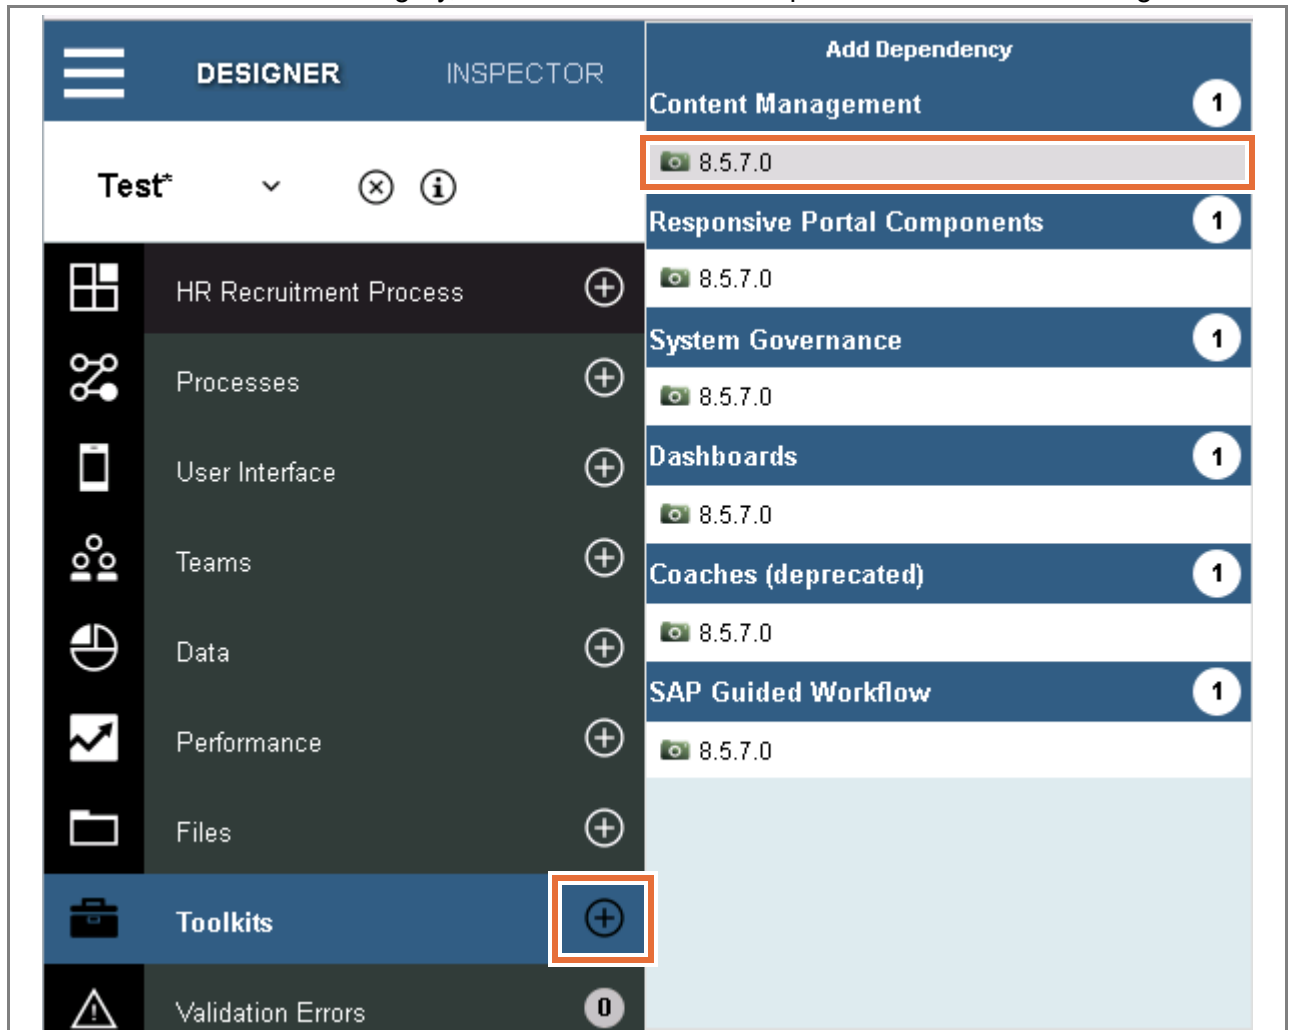 DESIGNER INSPECTOR
Test*
HR Recruitment Process
Processes
User Interface
Teams
Data
Performance
Files
Toolkits
Validation Errors 0
Add Dependency
Content Management 1
8.5.7.0
Responsive Portal Components 1
8.5.7.0
System Governance 1
8.5.7.0
Dashboards 1
8.5.7.0
Coaches (deprecated) 1
8.5.7.0
SAP Guided Workflow 1
8.5.7.0